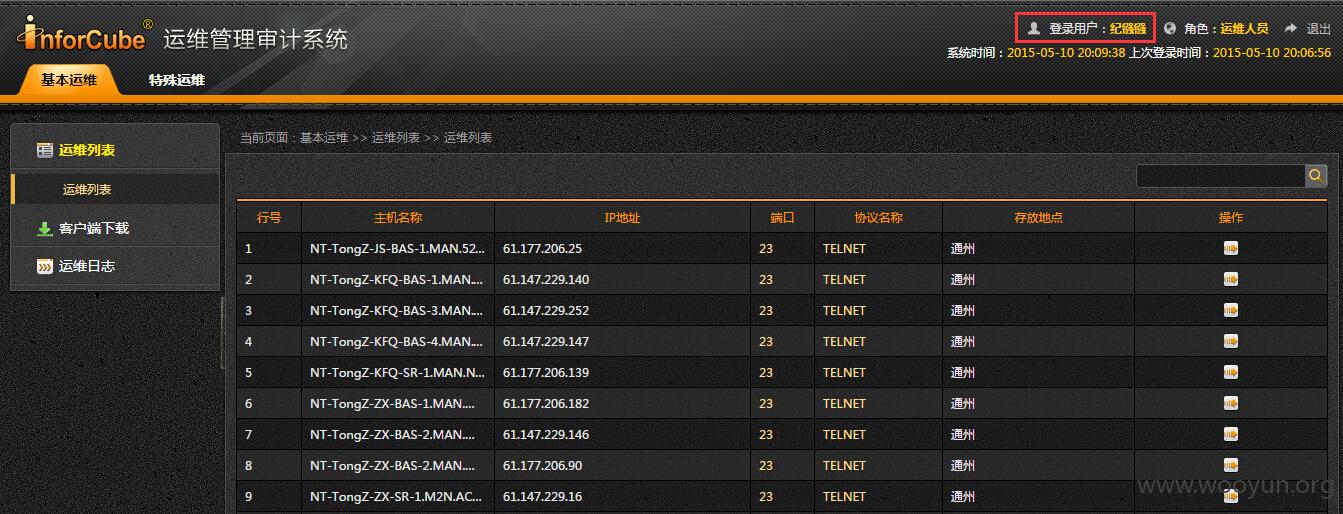 InforCube® 运维管理审计系统
登录用户：纪镪镪 角色：运维人员 退出
系统时间：2015-05-10 20:09:38 上次登录时间：2015-05-10 20:06:56
基本运维 特殊运维
运维列表
运维列表
客户端下载
运维日志
当前页面：基本运维 >> 运维列表 >> 运维列表
行号 主机名称 IP地址 端口 协议名称 存放地点 操作
1 NT-TongZ-JS-BAS-1.MAN.52... 61.177.206.25 23 TELNET 通州
2 NT-TongZ-KFQ-BAS-1.MAN.... 61.147.229.140 23 TELNET 通州
3 NT-TongZ-KFQ-BAS-3.MAN.... 61.147.229.252 23 TELNET 通州
4 NT-TongZ-KFQ-BAS-4.MAN.... 61.147.229.147 23 TELNET 通州
5 NT-TongZ-KFQ-SR-1.MAN.N... 61.177.206.139 23 TELNET 通州
6 NT-TongZ-ZX-BAS-1.MAN.... 61.177.206.182 23 TELNET 通州
7 NT-TongZ-ZX-BAS-2.MAN.... 61.147.229.146 23 TELNET 通州
8 NT-TongZ-ZX-BAS-2.MAN.... 61.177.206.90 23 TELNET 通州
9 NT-TongZ-ZX-SR-1.M2N.AC... 61.147.229.16 23 TELNET 通州
www.wooyun.org